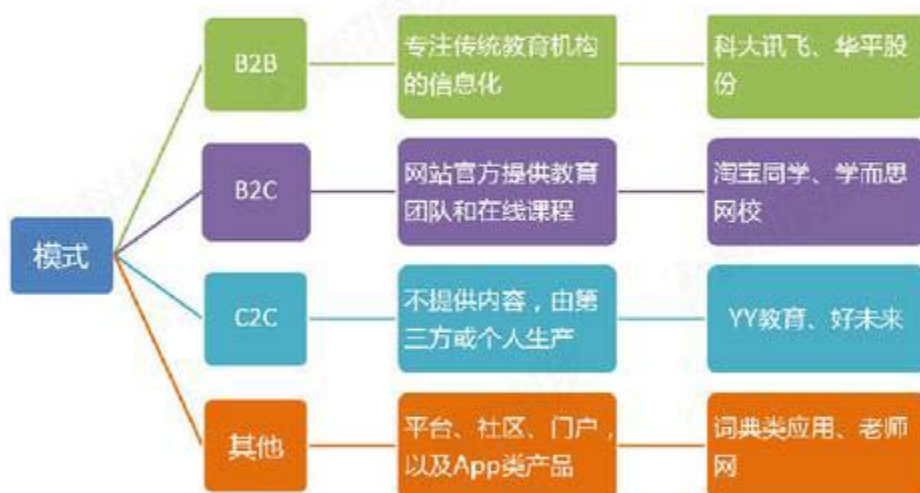 模式
B2B
专注传统教育机构
的信息化
科大讯飞、华平股
份
B2C
网站官方提供教育
团队和在线课程
淘宝同学、学而思
网校
C2C
不提供内容，由第
三方或个人生产
YY教育、好未来
其他
平台、社区、门户，
以及App类产品
词典类应用、老师
网